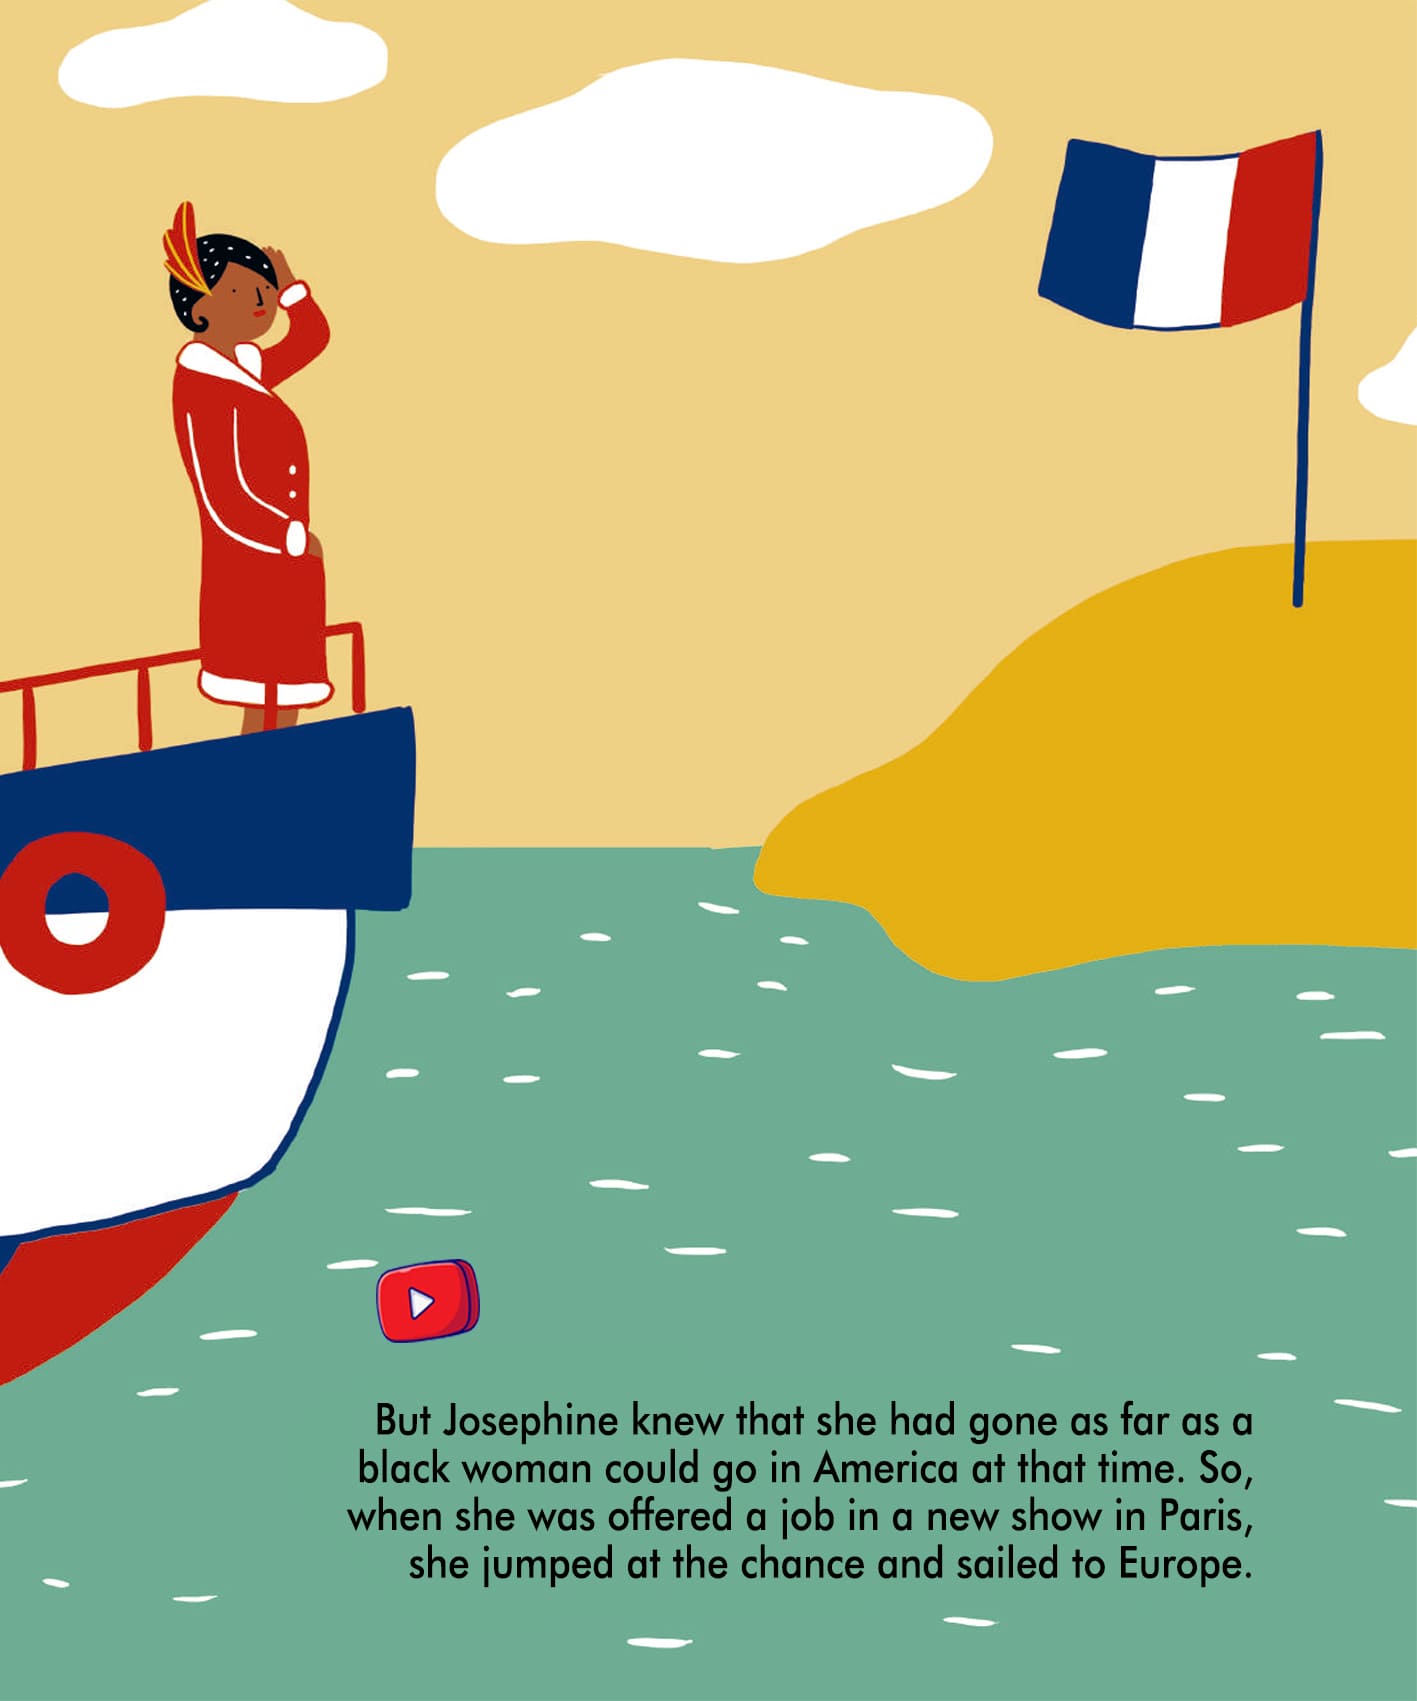 But Josephine knew that she had gone as far as a
black woman could go in America at that time. So,
when she was offered a job in a new show in Paris,
she jumped at the chance and sailed to Europe.